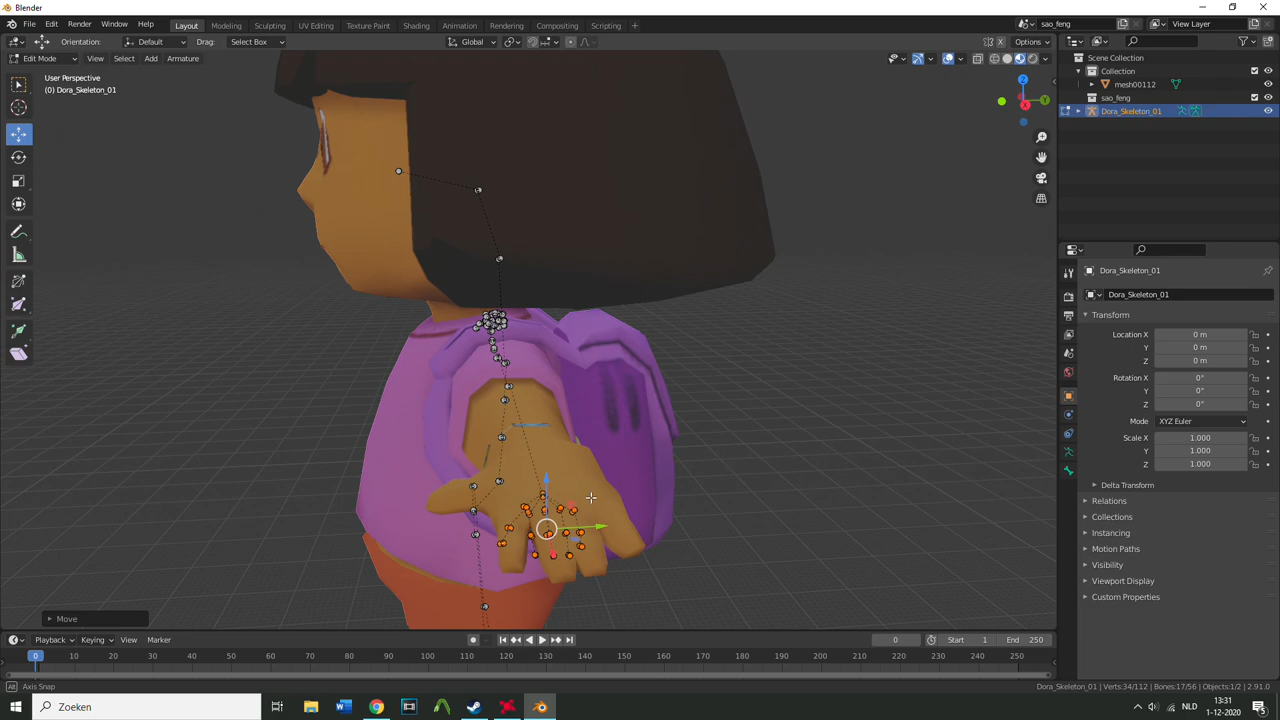 Blender
File Edit Render Window Help
Layout Modeling Sculpting UV Editing Texture Paint Shading Animation Rendering Compositing Scripting
sao_feng View Layer
Orientation: Default Drag: Select Box Global Options
Edit Mode View Select Add Armature
User Perspective
(0) Dora_Skeleton_01
Z
Y
X
Scene Collection
Collection
mesh00112
sao_feng
Dora_Skeleton_01
Dora_Skeleton_01
Dora_Skeleton_01
Transform
Location X 0 m
Y 0 m
Z 0 m
Rotation X 0°
Y 0°
Z 0°
Mode XYZ Euler
Scale X 1.000
Y 1.000
Z 1.000
Delta Transform
Relations
Collections
Instancing
Motion Paths
Visibility
Viewport Display
Custom Properties
Move
Playback Keying View Marker 0 Start 1 End 250
0 10 20 30 40 50 60 70 80 90 100 110 120 130 140 150 160 170 180 190 200 210 220 230 240 250
Alt Axis Snap Dora_Skeleton_01 | Verts:34/112 | Bones:17/56 | Objects:1/2 | 2.91.0
Zoeken NLD 13:31
1-12-2020